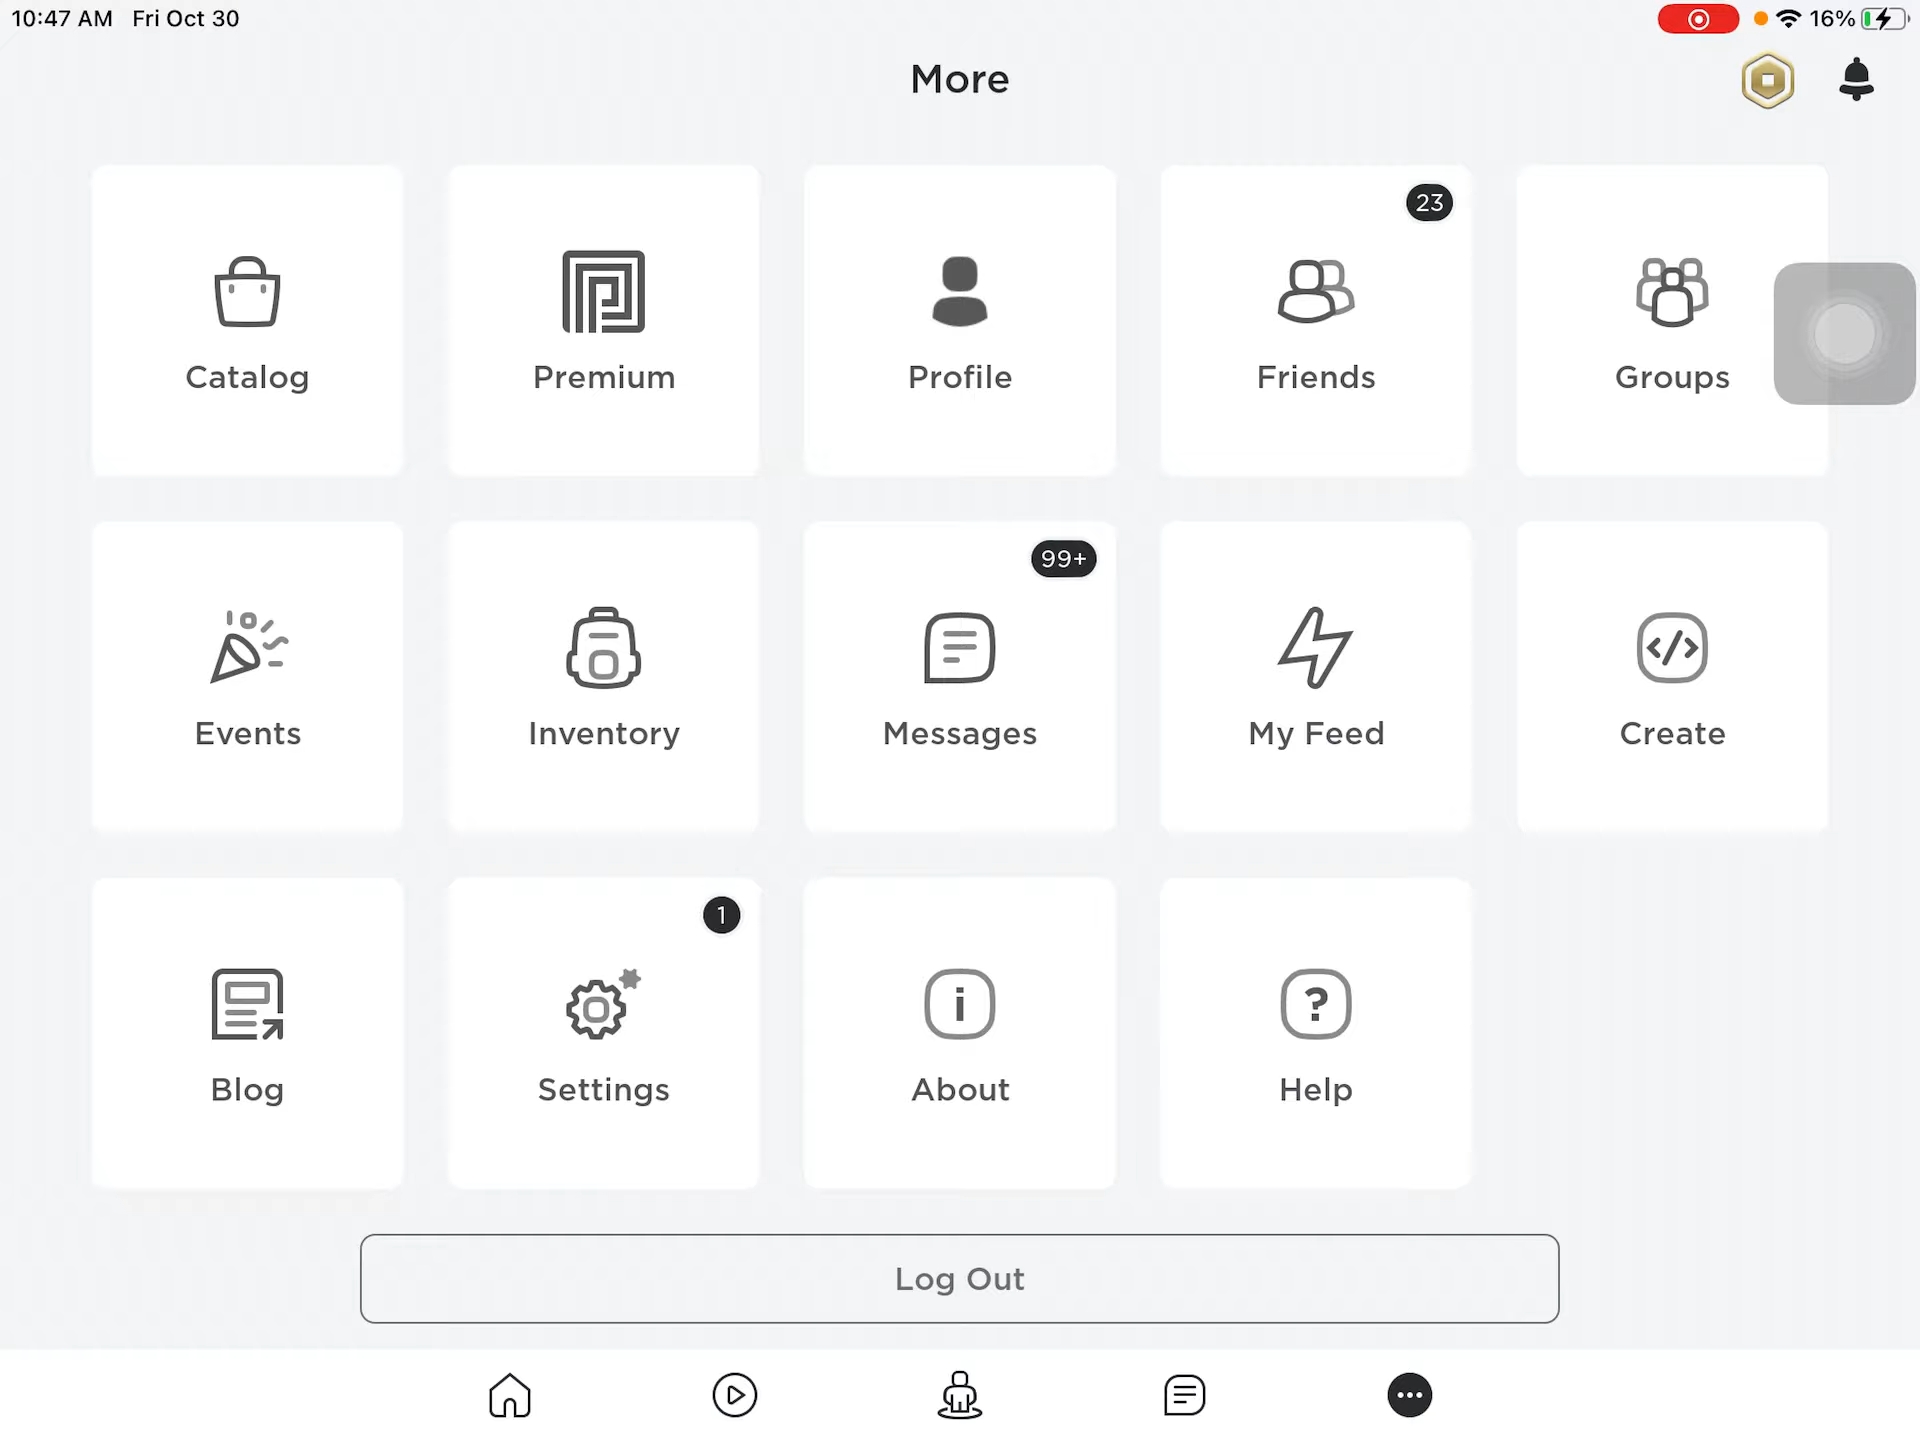 10:47 AM Fri Oct 30 16%
More
23
Catalog Premium Profile Friends Groups
99+
Events Inventory Messages My Feed Create
1
Blog Settings About Help
Log Out